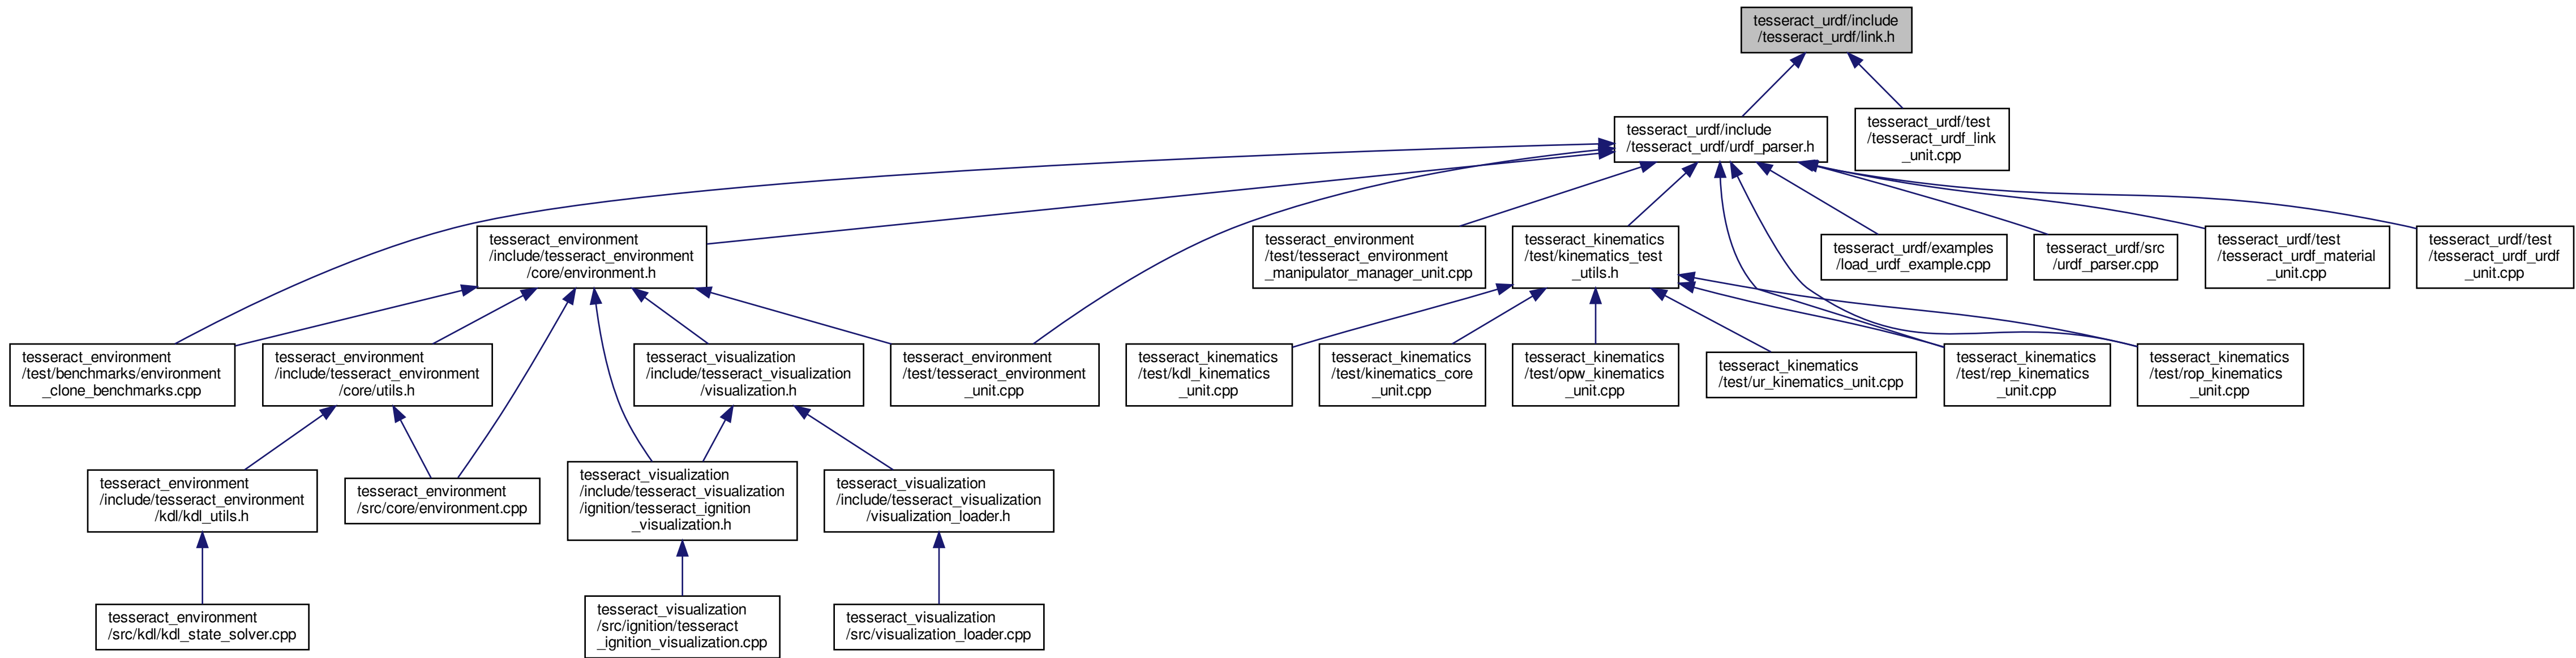 tesseract_urdf/include
/tesseract_urdf/link.h
tesseract_urdf/include
/tesseract_urdf/urdf_parser.h
tesseract_urdf/test
/tesseract_urdf_link
_unit.cpp
tesseract_environment
/include/tesseract_environment
/core/environment.h
tesseract_environment
/test/tesseract_environment
_manipulator_manager_unit.cpp
tesseract_kinematics
/test/kinematics_test
_utils.h
tesseract_urdf/examples
/load_urdf_example.cpp
tesseract_urdf/src
/urdf_parser.cpp
tesseract_urdf/test
/tesseract_urdf_material
_unit.cpp
tesseract_urdf/test
/tesseract_urdf_urdf
_unit.cpp
tesseract_environment
/test/benchmarks/environment
_clone_benchmarks.cpp
tesseract_environment
/include/tesseract_environment
/core/utils.h
tesseract_visualization
/include/tesseract_visualization
/visualization.h
tesseract_environment
/test/tesseract_environment
_unit.cpp
tesseract_kinematics
/test/kdl_kinematics
_unit.cpp
tesseract_kinematics
/test/kinematics_core
_unit.cpp
tesseract_kinematics
/test/opw_kinematics
_unit.cpp
tesseract_kinematics
/test/ur_kinematics_unit.cpp
tesseract_kinematics
/test/rep_kinematics
_unit.cpp
tesseract_kinematics
/test/rop_kinematics
_unit.cpp
tesseract_environment
/include/tesseract_environment
/kdl/kdl_utils.h
tesseract_environment
/src/core/environment.cpp
tesseract_visualization
/include/tesseract_visualization
/ignition/tesseract_ignition
_visualization.h
tesseract_visualization
/include/tesseract_visualization
/visualization_loader.h
tesseract_environment
/src/kdl/kdl_state_solver.cpp
tesseract_visualization
/src/ignition/tesseract
_ignition_visualization.cpp
tesseract_visualization
/src/visualization_loader.cpp